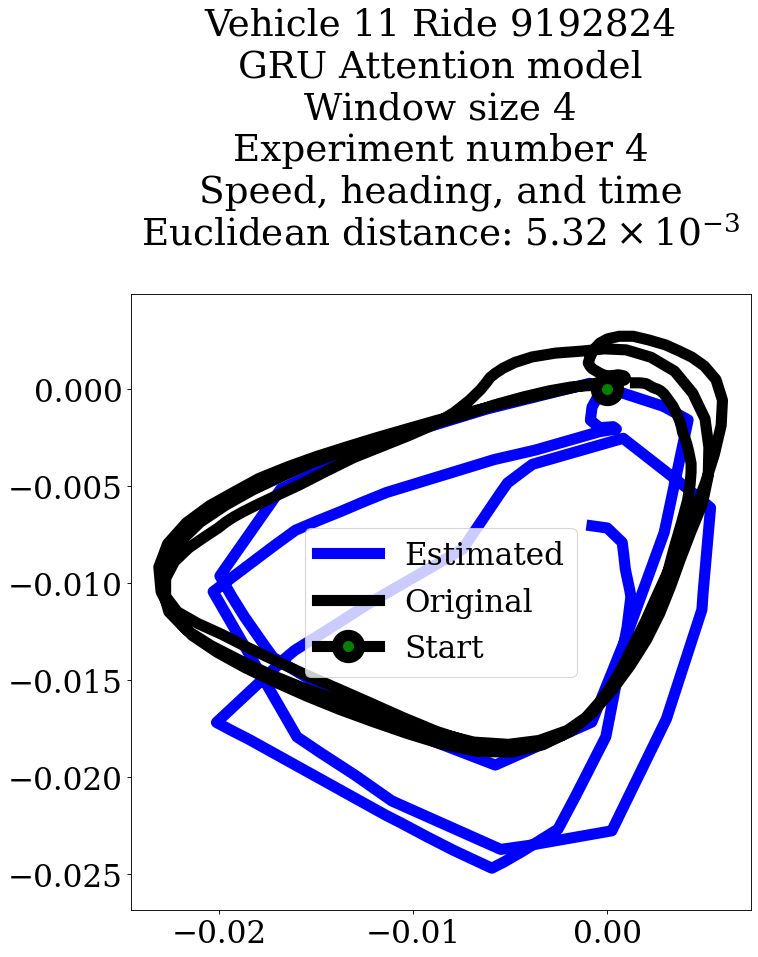 Vehicle 11 Ride 9192824
GRU Attention model
Window size 4
Experiment number 4
Speed, heading, and time
Euclidean distance: 5.32 × 10⁻³
0.000
−0.005
−0.010
−0.015
−0.020
−0.025
Estimated
Original
Start
−0.02
−0.01
0.00